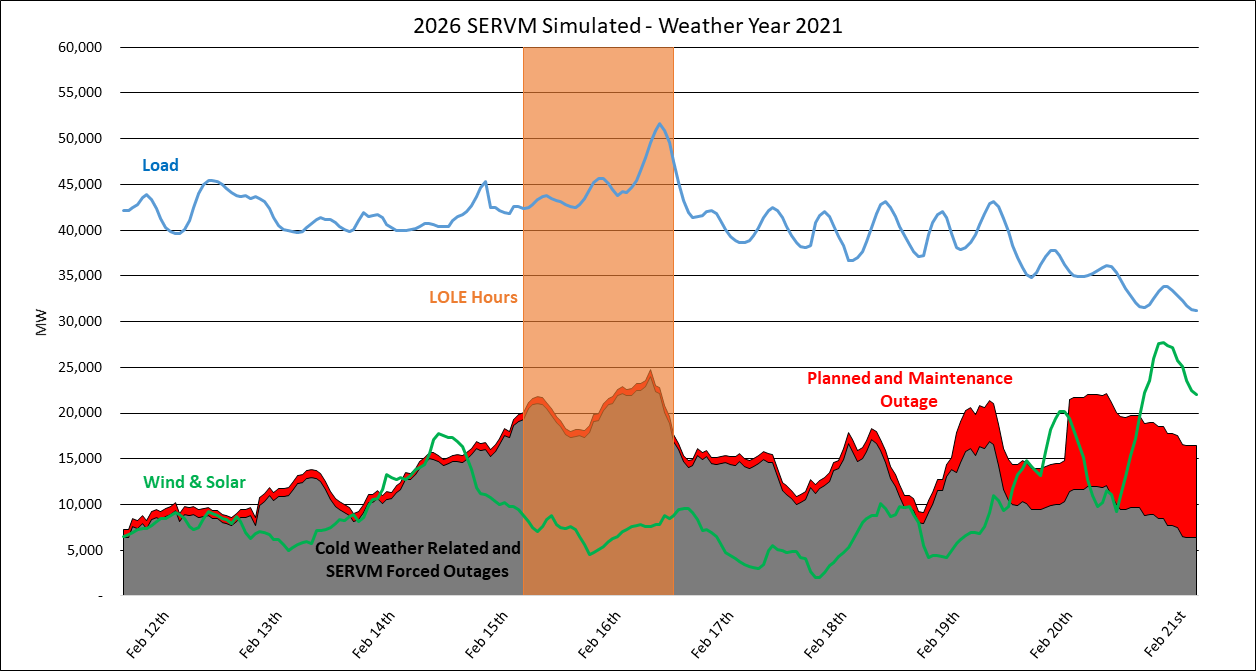 2026 SERVM Simulated - Weather Year 2021
60,000
55,000
50,000
45,000
40,000
35,000
30,000
25,000
20,000
15,000
10,000
5,000
-
MW
Load
LOLE Hours
Planned and Maintenance
Outage
Wind & Solar
Cold Weather Related and
SERVM Forced Outages
Feb 12th
Feb 13th
Feb 14th
Feb 15th
Feb 16th
Feb 17th
Feb 18th
Feb 19th
Feb 20th
Feb 21st